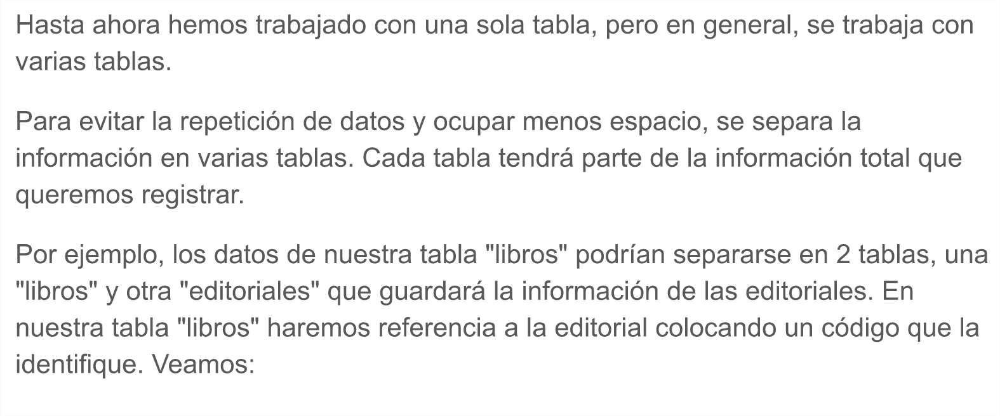 Hasta ahora hemos trabajado con una sola tabla, pero en general, se trabaja con
varias tablas.
Para evitar la repetición de datos y ocupar menos espacio, se separa la
información en varias tablas. Cada tabla tendrá parte de la información total que
queremos registrar.
Por ejemplo, los datos de nuestra tabla "libros" podrían separarse en 2 tablas, una
"libros" y otra "editoriales" que guardará la información de las editoriales. En
nuestra tabla "libros" haremos referencia a la editorial colocando un código que la
identifique. Veamos: